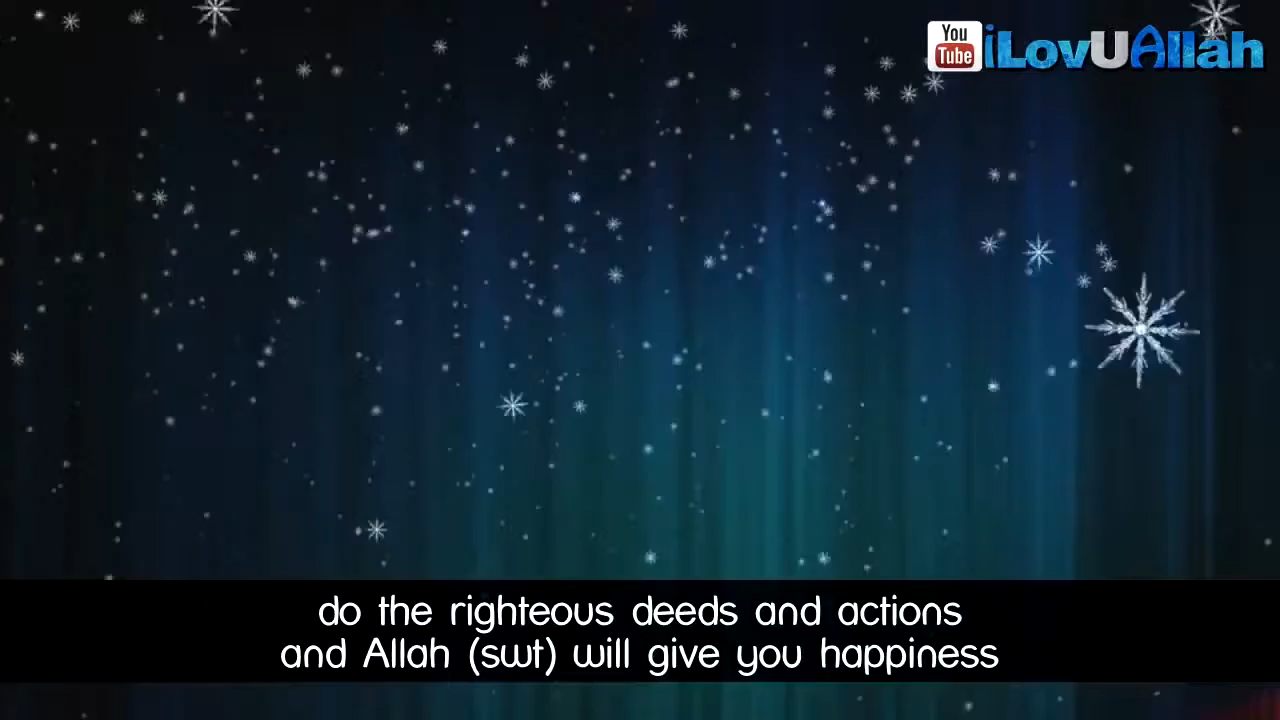 You
Tube
iLovUAllah
do the righteous deeds and actions
and Allah (swt) will give you happiness